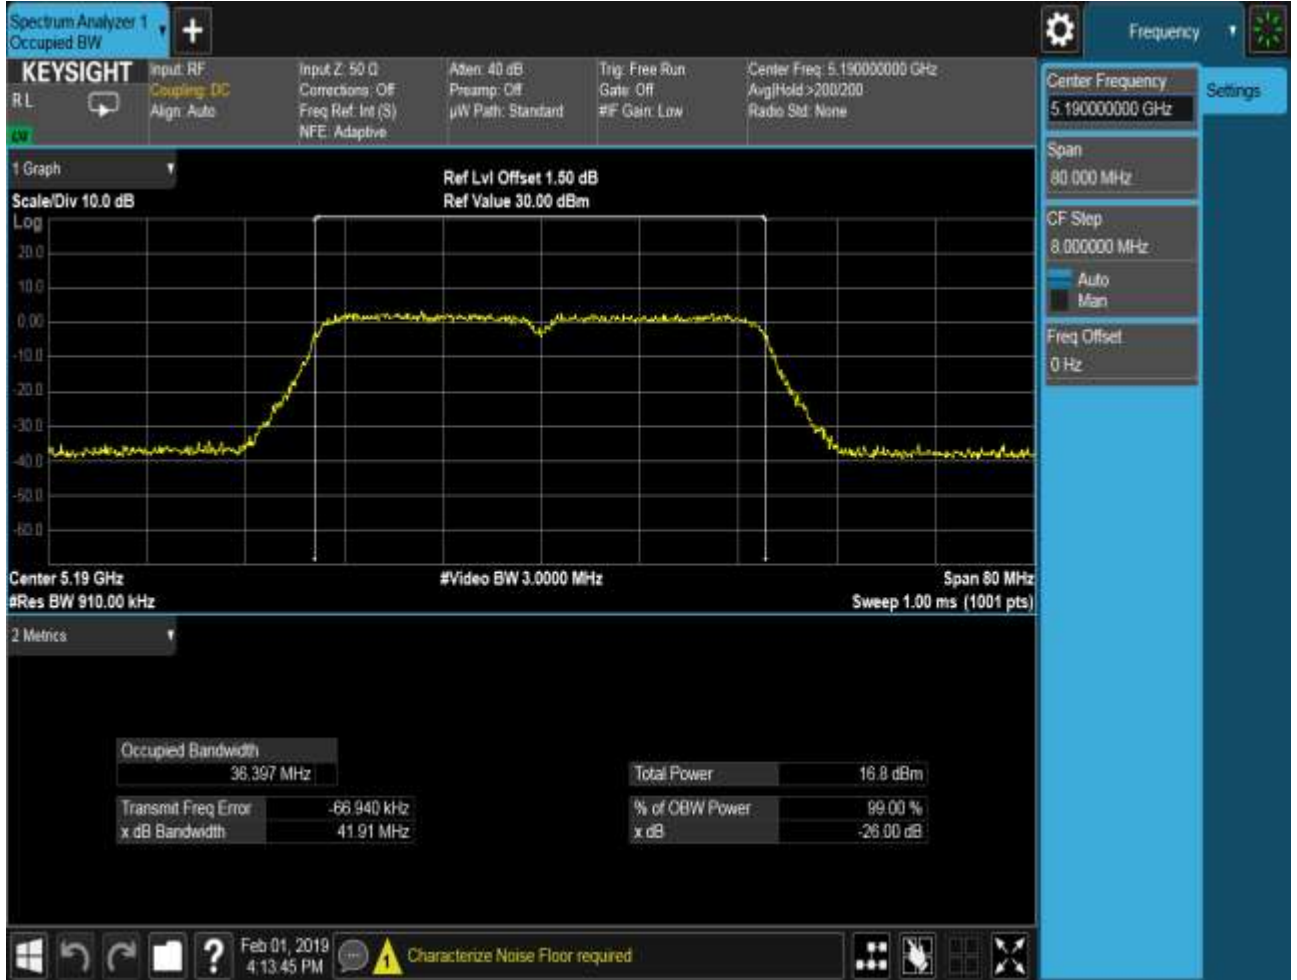 Spectrum Analyzer 1
Occupied BW
Frequency
KEYSIGHT
R L
Input: RF
Coupling: DC
Align: Auto
Input Z: 50 Ω
Corrections: Off
Freq Ref: Int (S)
NFE: Adaptive
Atten: 40 dB
Preamp: Off
µW Path: Standard
Trig: Free Run
Gate: Off
#IF Gain: Low
Center Freq: 5.190000000 GHz
Avg|Hold:>200/200
Radio Std: None
Center Frequency
5.190000000 GHz
Settings
Span
80.000 MHz
CF Step
8.000000 MHz
Auto
Man
Freq Offset
0 Hz
1 Graph
Scale/Div 10.0 dB
Ref Lvl Offset 1.50 dB
Ref Value 30.00 dBm
Log
20.0
10.0
0.00
-10.0
-20.0
-30.0
-40.0
-50.0
-60.0
Center 5.19 GHz
#Res BW 910.00 kHz
#Video BW 3.0000 MHz
Span 80 MHz
Sweep 1.00 ms (1001 pts)
2 Metrics
Occupied Bandwidth
36.397 MHz
Transmit Freq Error -66.940 kHz
x dB Bandwidth 41.91 MHz
Total Power 16.8 dBm
% of OBW Power 99.00 %
x dB -26.00 dB
Feb 01, 2019
4:13:45 PM
1
Characterize Noise Floor required